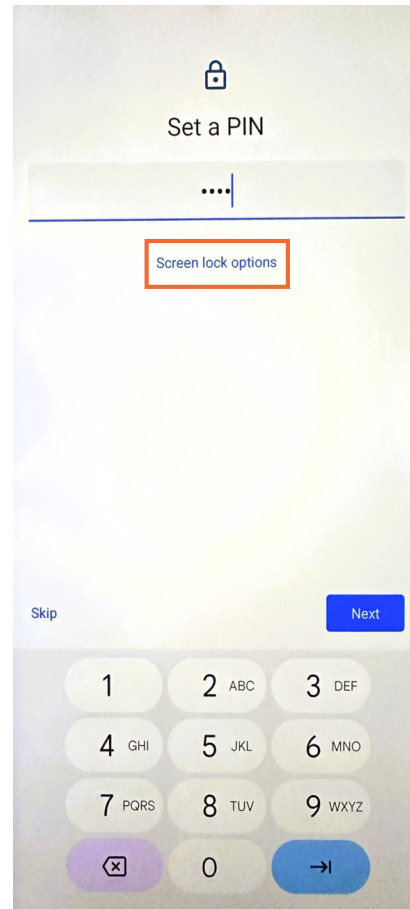 Set a PIN
••••
Screen lock options
Skip
Next
1
2 ABC
3 DEF
4 GHI
5 JKL
6 MNO
7 PQRS
8 TUV
9 WXYZ
0